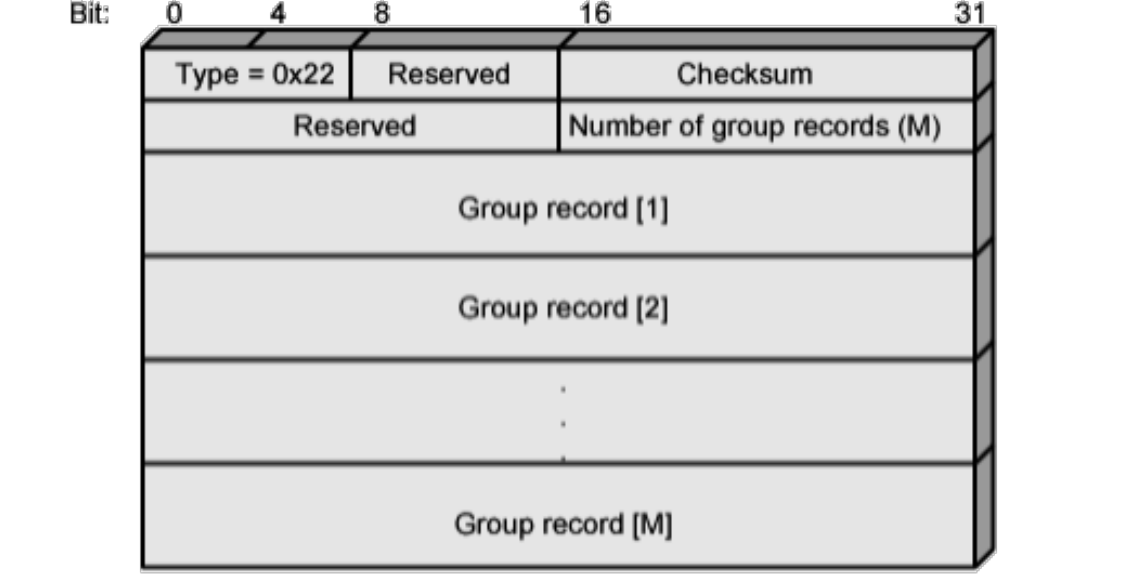 Bit: 0 4 8 16 31
Type = 0x22 Reserved Checksum
Reserved Number of group records (M)
Group record [1]
Group record [2]
.
.
.
Group record [M]